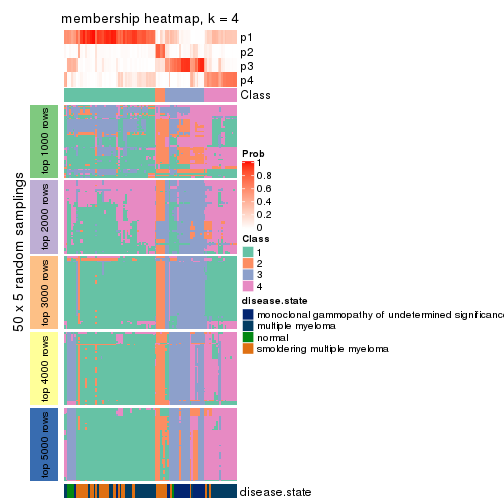 membership heatmap, k = 4
p1
p2
p3
p4
Class
50 x 5 random samplings
top 1000 rows
top 2000 rows
top 3000 rows
top 4000 rows
top 5000 rows
Prob
1
0.8
0.6
0.4
0.2
0
Class
1
2
3
4
disease.state
monoclonal gammopathy of undetermined significance
multiple myeloma
normal
smoldering multiple myeloma
disease.state